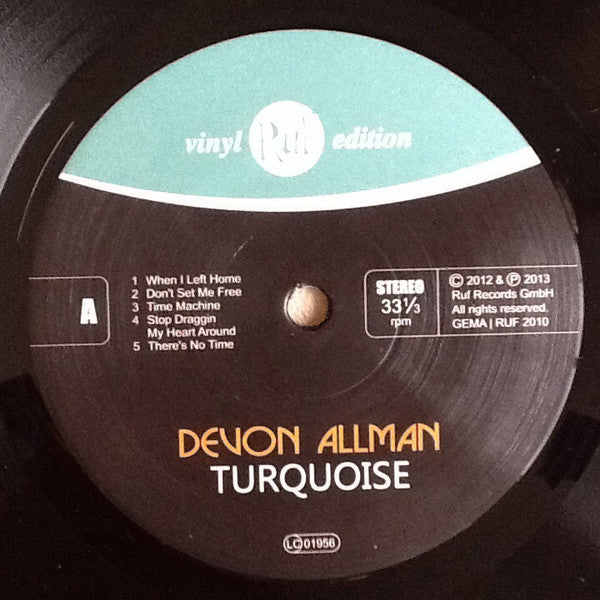 vinyl Ruf edition
A
1 When I Left Home
2 Don't Set Me Free
3 Time Machine
4 Stop Draggin
My Heart Around
5 There's No Time
STEREO
33⅓
rpm
© 2012 & ℗ 2013
Ruf Records GmbH
All rights reserved.
GEMA | RUF 2010
DEVON ALLMAN
TURQUOISE
LC 01956